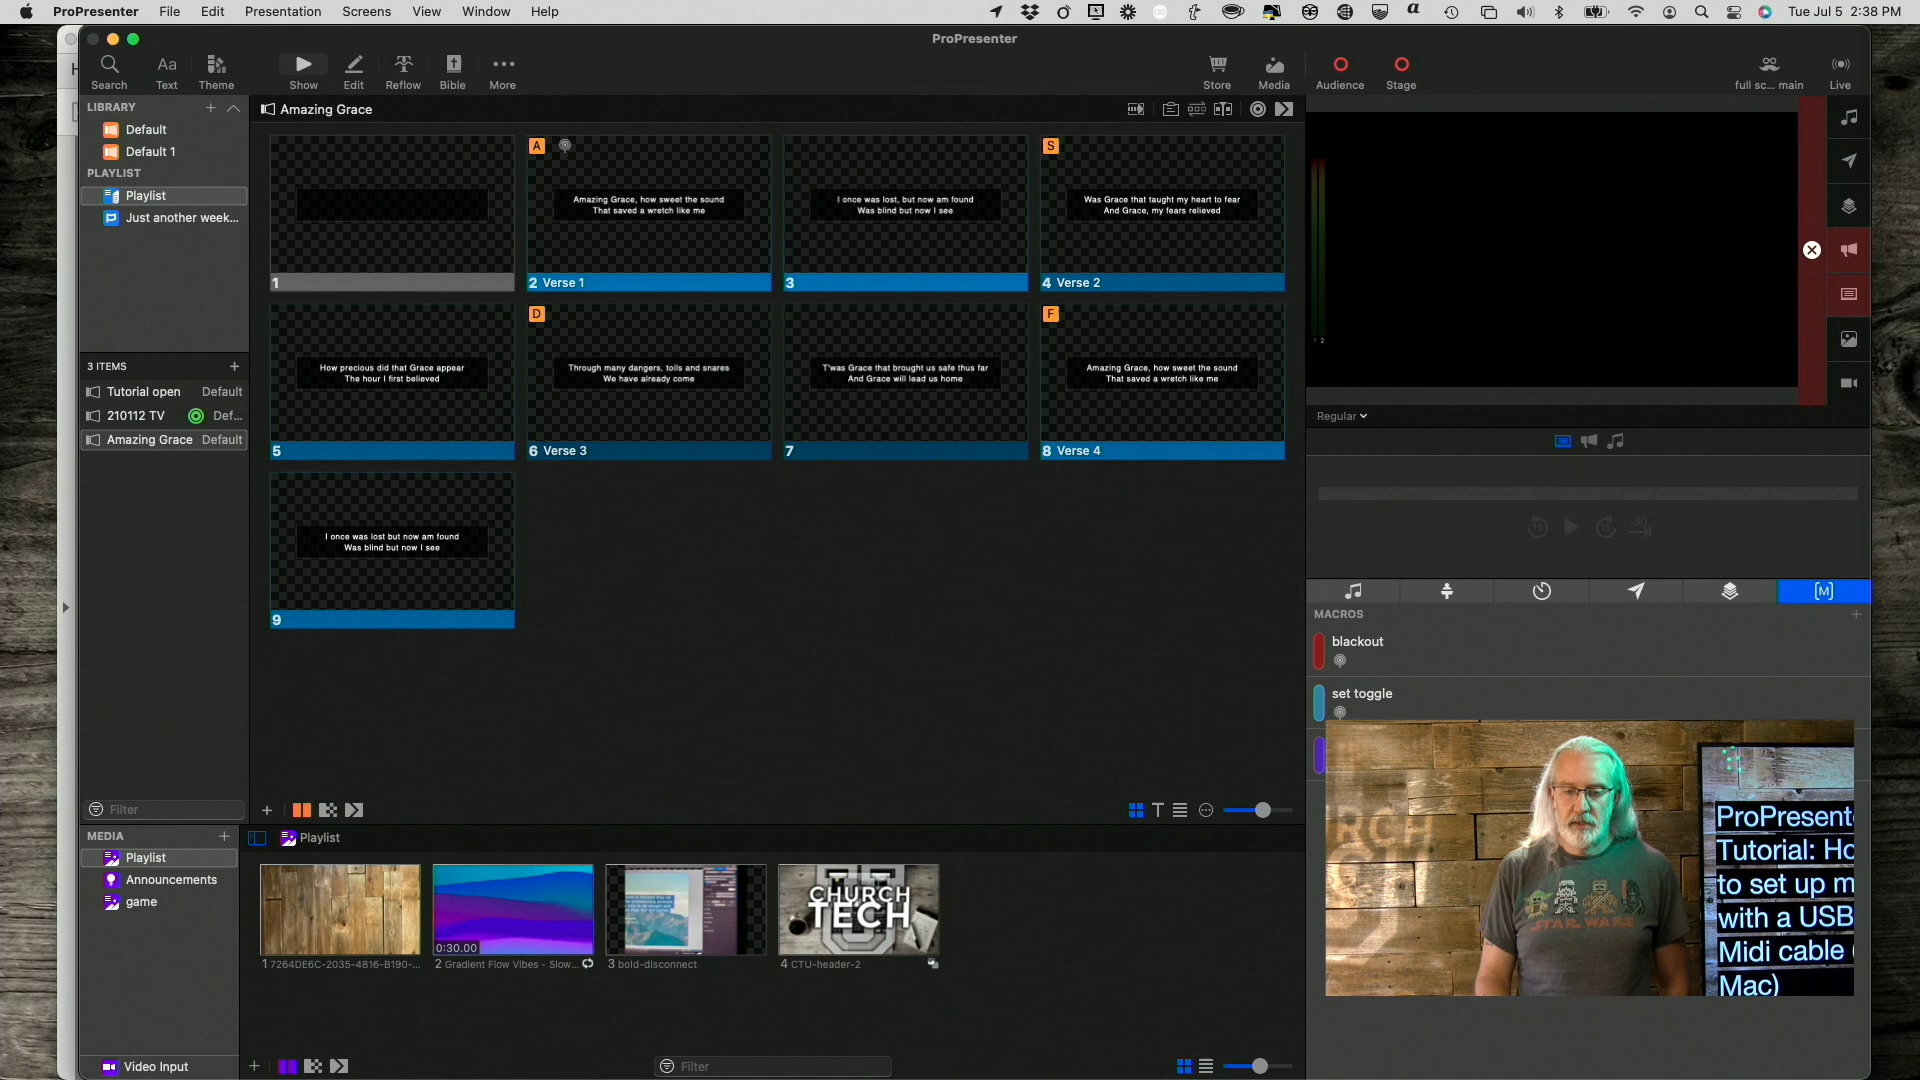 ProPresenter File Edit Presentation Screens View Window Help
Tue Jul 5 2:38 PM
ProPresenter
Search Text Theme Show Edit Reflow Bible More Store Media Audience Stage full sc... main Live
LIBRARY
Default
Default 1
PLAYLIST
Playlist
Just another week...
3 ITEMS
Tutorial open Default
210112 TV Def...
Amazing Grace Default
Filter
Amazing Grace
1
A
Amazing Grace, how sweet the sound
That saved a wretch like me
2 Verse 1
I once was lost, but now am found
Was blind but now I see
3
S
Was Grace that taught my heart to fear
And Grace, my fears relieved
4 Verse 2
How precious did that Grace appear
The hour I first believed
5
D
Through many dangers, toils and snares
We have already come
6 Verse 3
T'was Grace that brought us safe thus far
And Grace will lead us home
7
F
Amazing Grace, how sweet the sound
That saved a wretch like me
8 Verse 4
I once was lost but now am found
Was blind but now I see
9
1 2
Regular
[M]
MACROS
blackout
set toggle
ProPresent
Tutorial: Ho
to set up m
with a USB
Midi cable (
Mac)
STAR WARS
MEDIA
Playlist
Announcements
game
Video Input
Playlist
0:30.00
CHURCH
TECH
1 7264DE6C-2035-4816-B190-...
2 Gradient Flow Vibes - Slow...
3 bold-disconnect
4 CTU-header-2
Filter